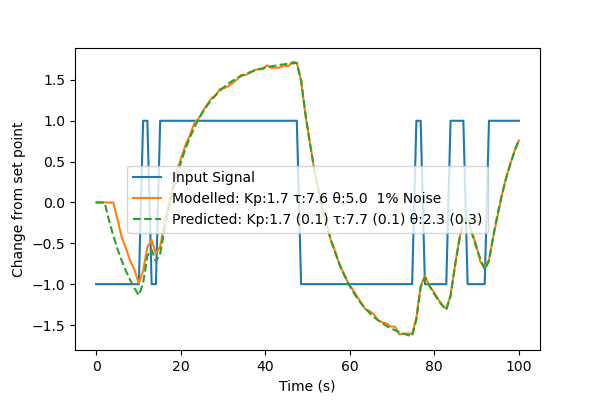 Change from set point
1.5
1.0
0.5
0.0
−0.5
−1.0
−1.5
Input Signal
Modelled: Kp:1.7 τ:7.6 θ:5.0  1% Noise
Predicted: Kp:1.7 (0.1) τ:7.7 (0.1) θ:2.3 (0.3)
0 20 40 60 80 100
Time (s)